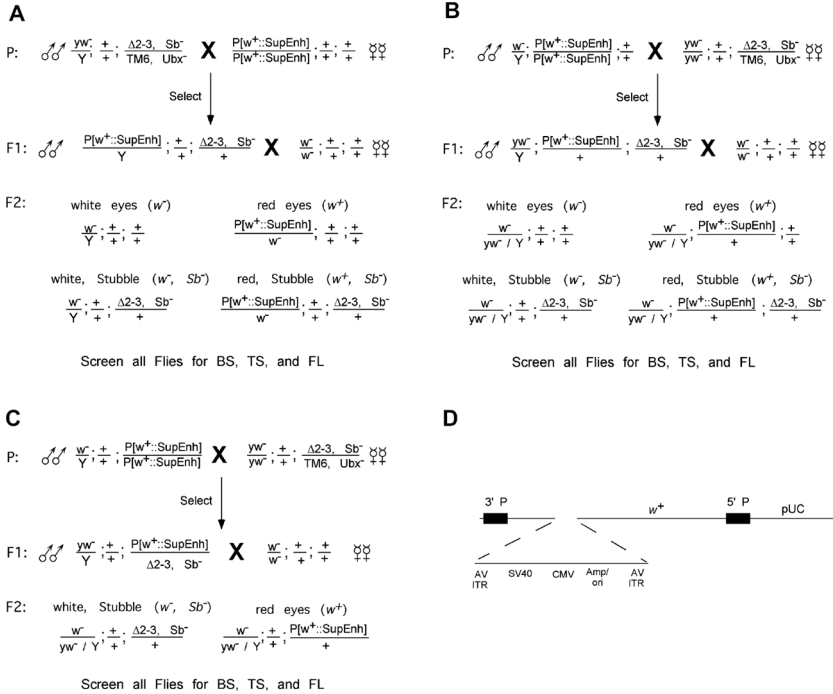 A
P: ♂♂ yw⁻/Y ; +/+ ; Δ2-3, Sb⁻/TM6, Ubx⁻ X P[w⁺::SupEnh]/P[w⁺::SupEnh] ; +/+ ; +/+ ☿☿
Select
F1: ♂♂ P[w⁺::SupEnh]/Y ; +/+ ; Δ2-3, Sb⁻/+ X w⁻/w⁻ ; +/+ ; +/+ ☿☿
F2: white eyes (w⁻) red eyes (w⁺)
w⁻/Y ; +/+ ; +/+ P[w⁺::SupEnh]/w⁻ ; +/+ ; +/+
white, Stubble (w⁻, Sb⁻) red, Stubble (w⁺, Sb⁻)
w⁻/Y ; +/+ ; Δ2-3, Sb⁻/+ P[w⁺::SupEnh]/w⁻ ; +/+ ; Δ2-3, Sb⁻/+
Screen all Flies for BS, TS, and FL
B
P: ♂♂ w⁻/Y ; P[w⁺::SupEnh]/P[w⁺::SupEnh] ; +/+ X yw⁻/yw⁻ ; +/+ ; Δ2-3, Sb⁻/TM6, Ubx⁻ ☿☿
Select
F1: ♂♂ yw⁻/Y ; P[w⁺::SupEnh]/+ ; Δ2-3, Sb⁻/+ X w⁻/w⁻ ; +/+ ; +/+ ☿☿
F2: white eyes (w⁻) red eyes (w⁺)
w⁻/yw⁻ / Y ; +/+ ; +/+ w⁻/yw⁻ / Y ; P[w⁺::SupEnh]/+ ; +/+
white, Stubble (w⁻, Sb⁻) red, Stubble (w⁺, Sb⁻)
w⁻/yw⁻ / Y ; +/+ ; Δ2-3, Sb⁻/+ w⁻/yw⁻ / Y ; P[w⁺::SupEnh]/+ ; Δ2-3, Sb⁻/+
Screen all Flies for BS, TS, and FL
C
P: ♂♂ w⁻/Y ; +/+ ; P[w⁺::SupEnh]/P[w⁺::SupEnh] X yw⁻/yw⁻ ; +/+ ; Δ2-3, Sb⁻/TM6, Ubx⁻ ☿☿
Select
F1: ♂♂ yw⁻/Y ; +/+ ; P[w⁺::SupEnh]/Δ2-3, Sb⁻ X w⁻/w⁻ ; +/+ ; +/+ ☿☿
F2: white, Stubble (w⁻, Sb⁻) red eyes (w⁺)
w⁻/yw⁻ / Y ; +/+ ; Δ2-3, Sb⁻/+ w⁻/yw⁻ / Y ; +/+ ; P[w⁺::SupEnh]/+
Screen all Flies for BS, TS, and FL
D
3' P w⁺ 5' P pUC
AV ITR SV40 CMV Amp/ori AV ITR